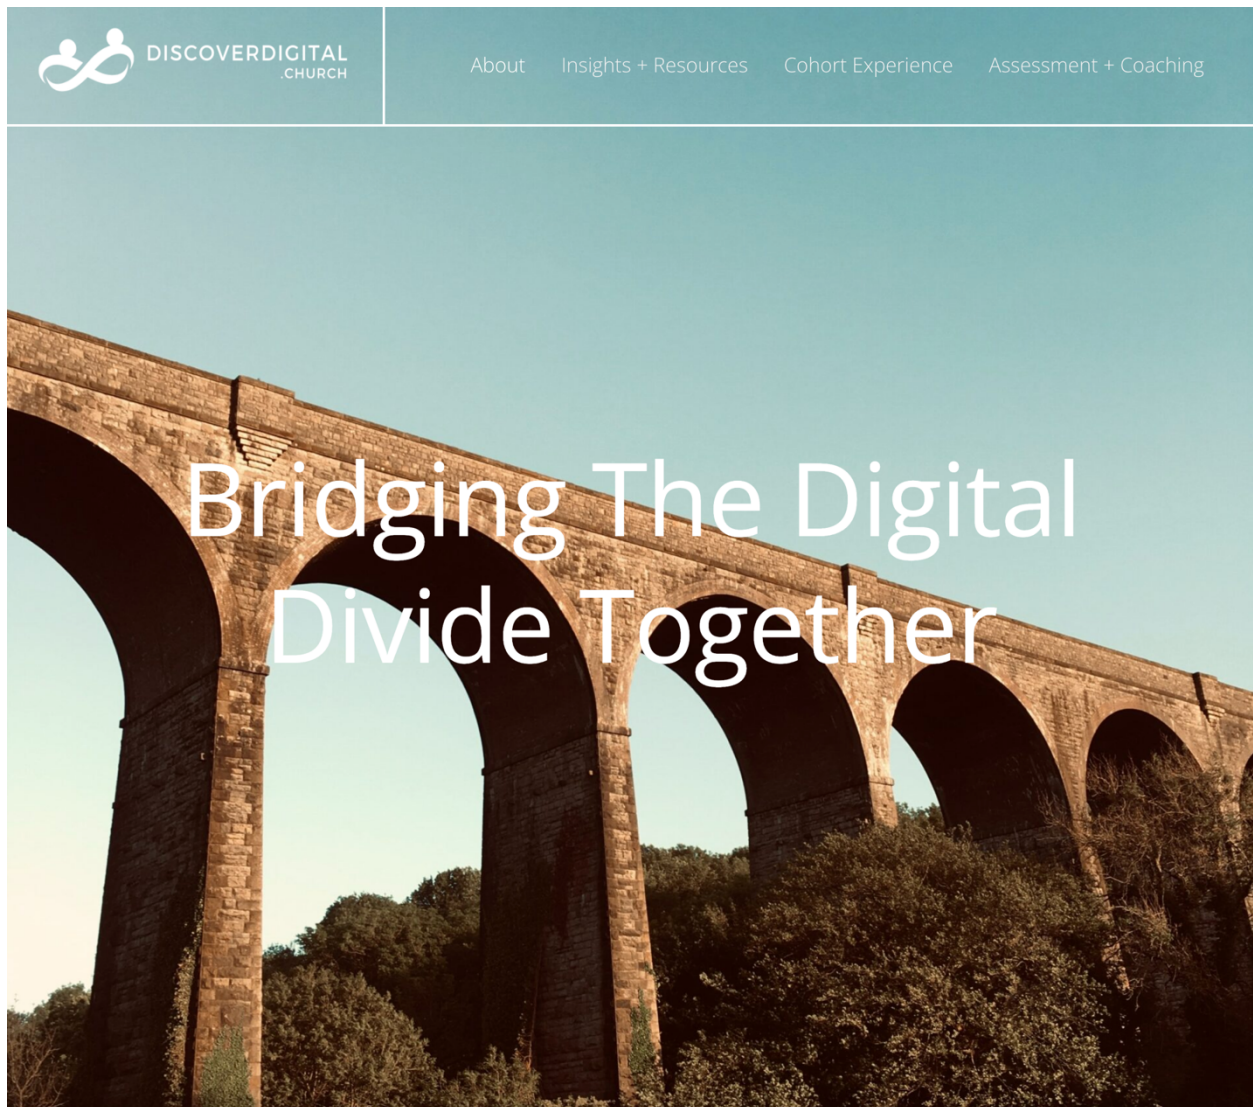 DISCOVERDIGITAL
.CHURCH
About
Insights + Resources
Cohort Experience
Assessment + Coaching
Bridging The Digital
Divide Together